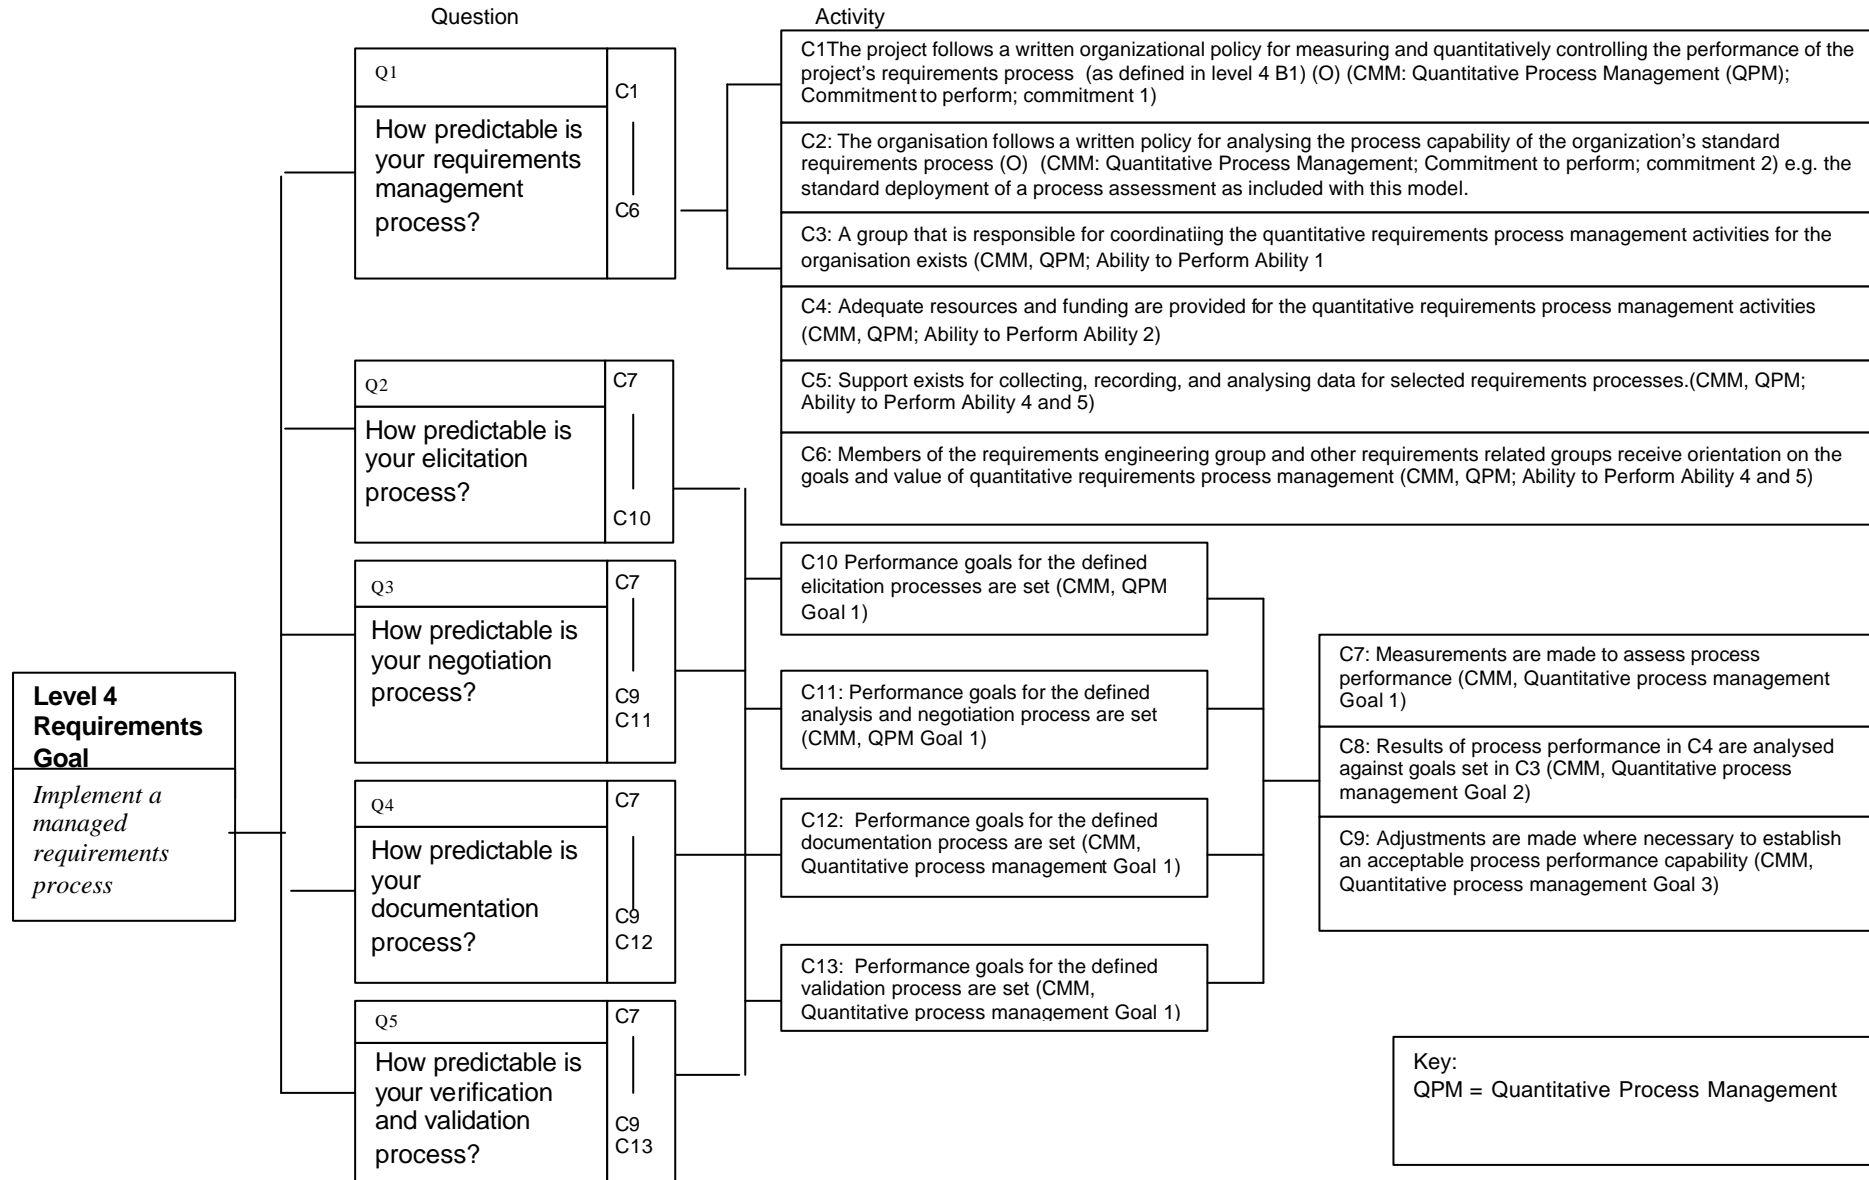 Question
Activity
Level 4
Requirements
Goal
Implement a
managed
requirements
process
Q1
How predictable is
your requirements
management
process?
C1
C6
Q2
How predictable is
your elicitation
process?
C7
C10
Q3
How predictable is
your negotiation
process?
C7
C9
C11
Q4
How predictable is
your
documentation
process?
C7
C9
C12
Q5
How predictable is
your verification
and validation
process?
C7
C9
C13
C1The project follows a written organizational policy for measuring and quantitatively controlling the performance of the
project's requirements process (as defined in level 4 B1) (O) (CMM: Quantitative Process Management (QPM);
Commitment to perform; commitment 1)
C2: The organisation follows a written policy for analysing the process capability of the organization's standard
requirements process (O) (CMM: Quantitative Process Management; Commitment to perform; commitment 2) e.g. the
standard deployment of a process assessment as included with this model.
C3: A group that is responsible for coordinatiing the quantitative requirements process management activities for the
organisation exists (CMM, QPM; Ability to Perform Ability 1
C4: Adequate resources and funding are provided for the quantitative requirements process management activities
(CMM, QPM; Ability to Perform Ability 2)
C5: Support exists for collecting, recording, and analysing data for selected requirements processes.(CMM, QPM;
Ability to Perform Ability 4 and 5)
C6: Members of the requirements engineering group and other requirements related groups receive orientation on the
goals and value of quantitative requirements process management (CMM, QPM; Ability to Perform Ability 4 and 5)
C10 Performance goals for the defined
elicitation processes are set (CMM, QPM
Goal 1)
C11: Performance goals for the defined
analysis and negotiation process are set
(CMM, QPM Goal 1)
C12: Performance goals for the defined
documentation process are set (CMM,
Quantitative process management Goal 1)
C13: Performance goals for the defined
validation process are set (CMM,
Quantitative process management Goal 1)
C7: Measurements are made to assess process
performance (CMM, Quantitative process management
Goal 1)
C8: Results of process performance in C4 are analysed
against goals set in C3 (CMM, Quantitative process
management Goal 2)
C9: Adjustments are made where necessary to establish
an acceptable process performance capability (CMM,
Quantitative process management Goal 3)
Key:
QPM = Quantitative Process Management